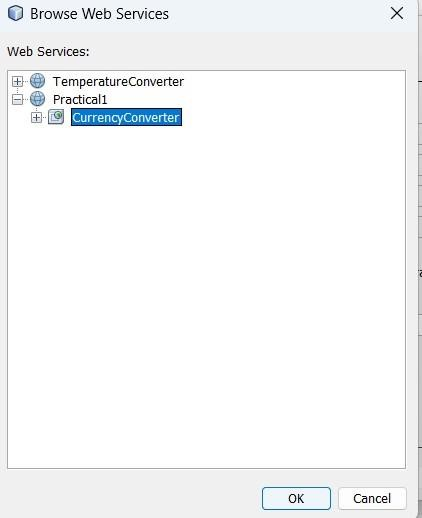 Browse Web Services
Web Services:
TemperatureConverter
Practical1
CurrencyConverter
OK
Cancel